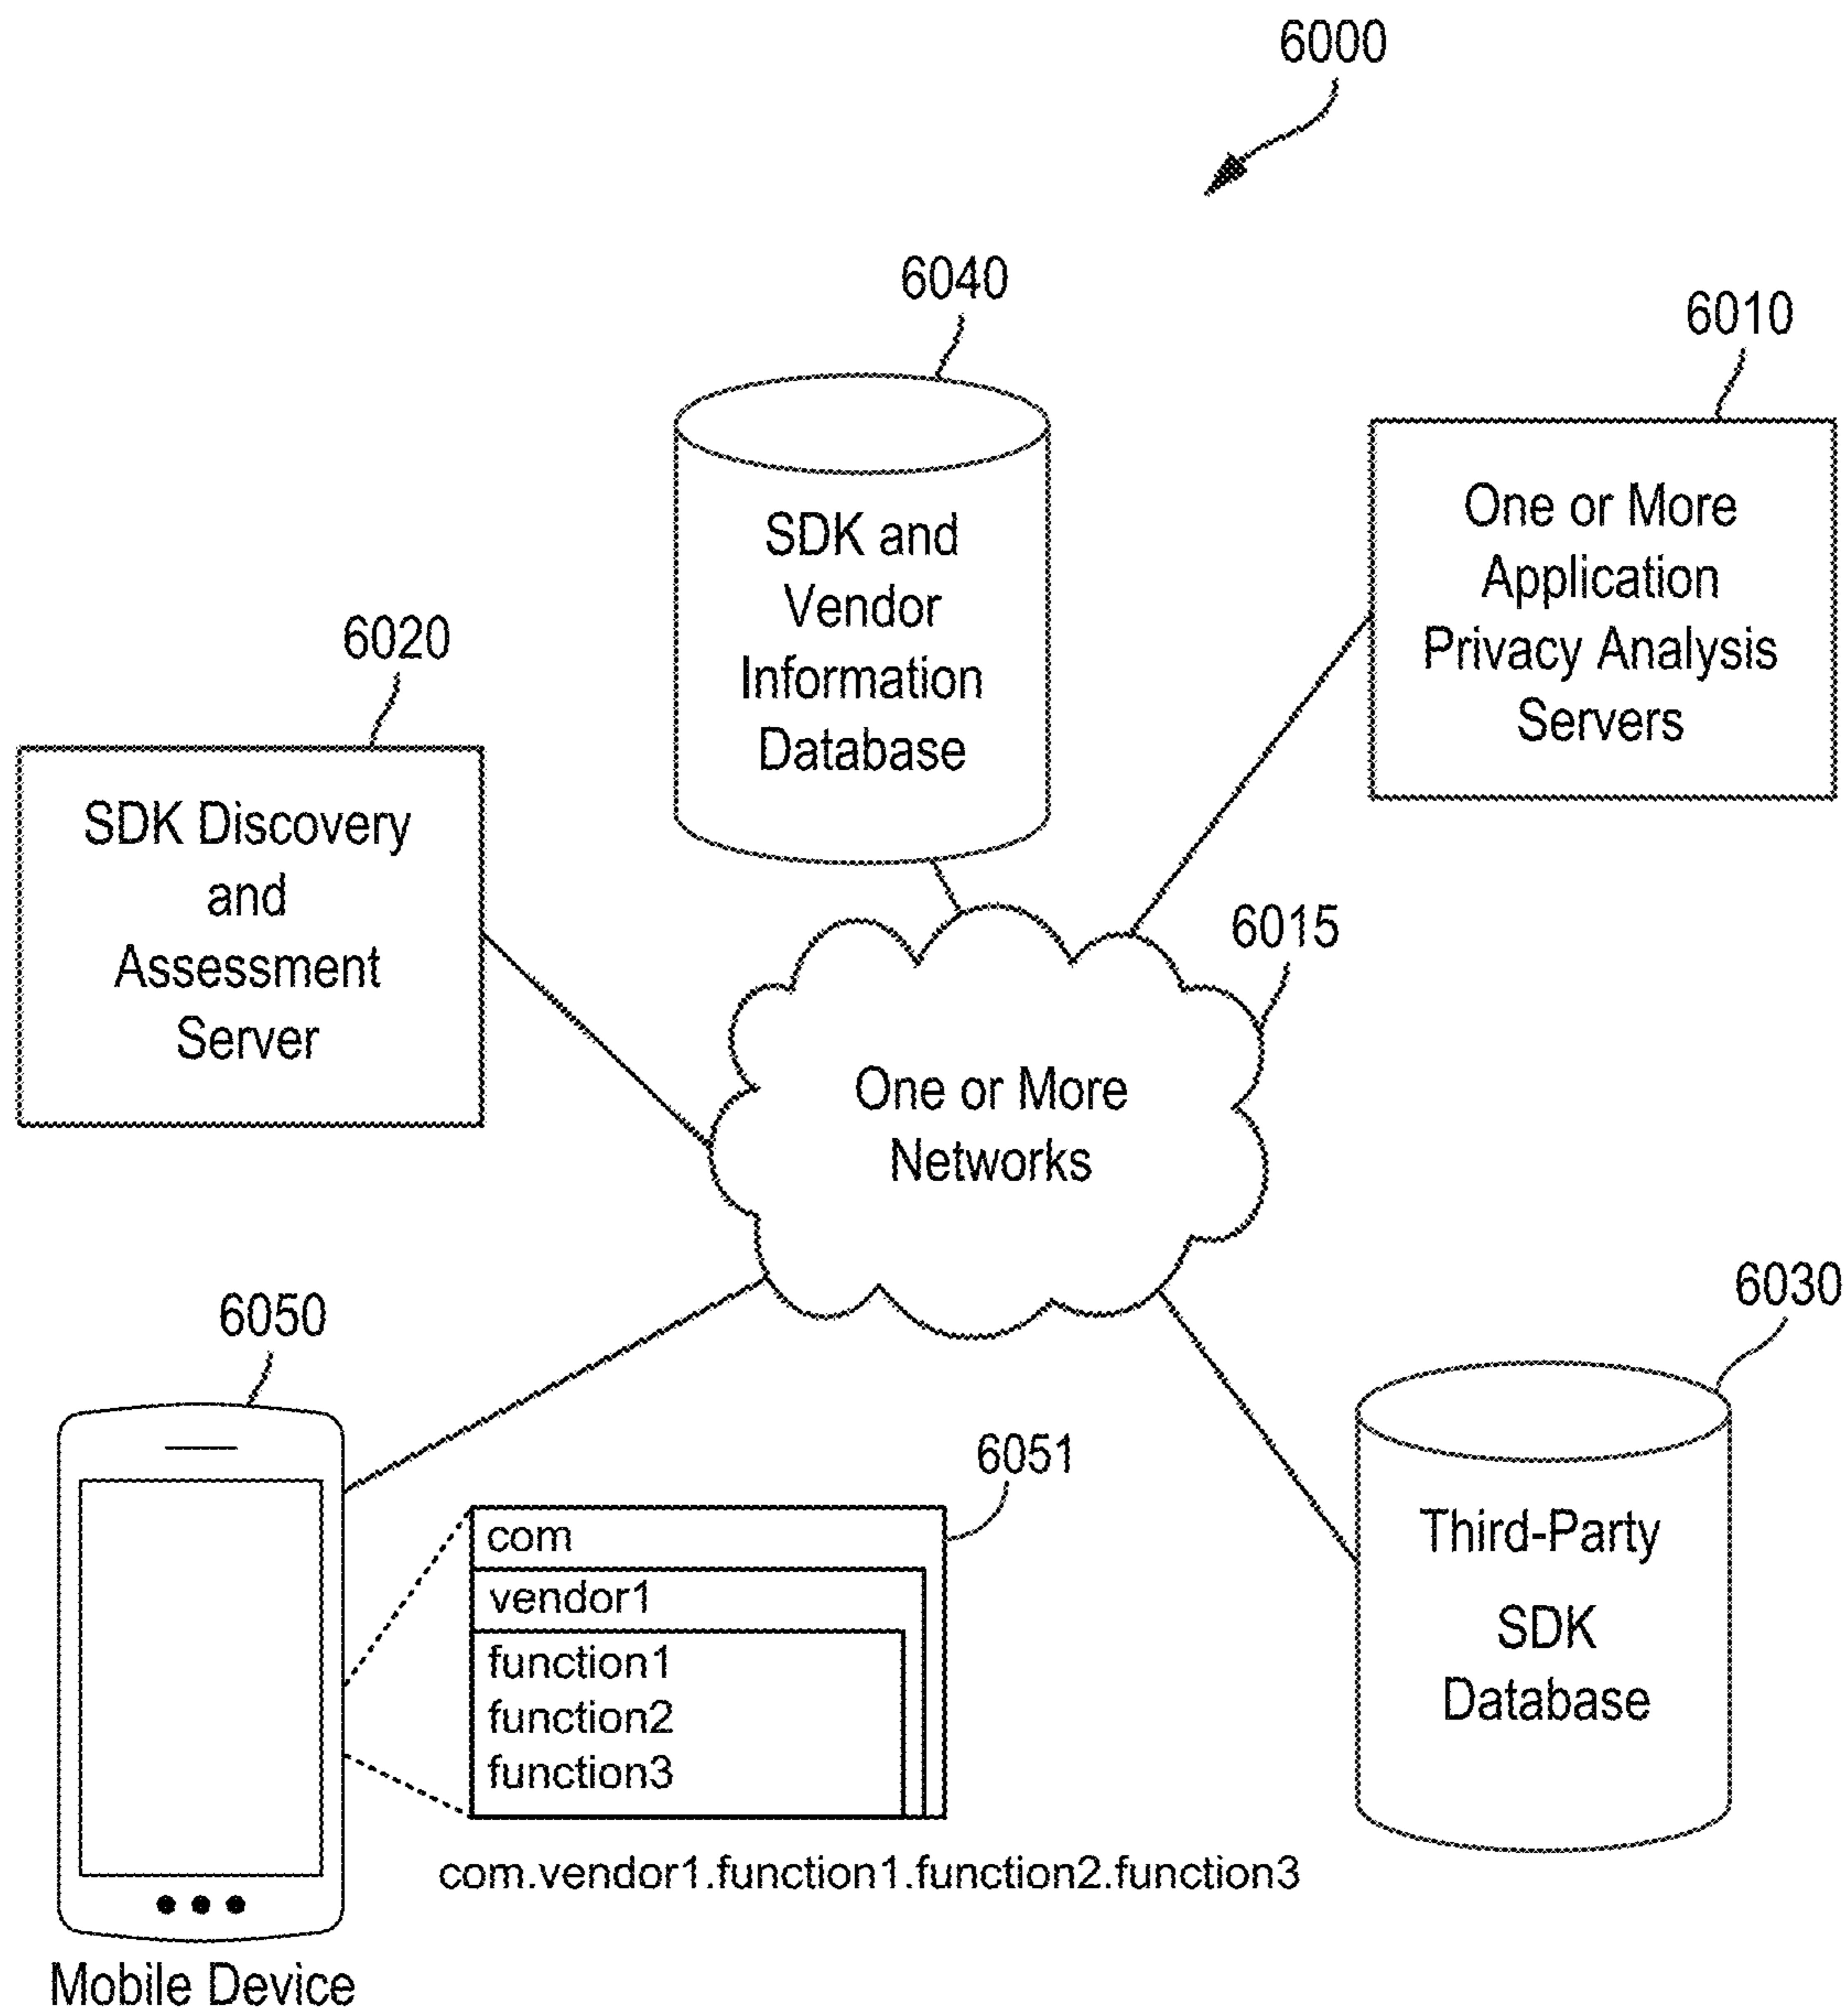 6000
6040
SDK and
Vendor
Information
Database
6010
One or More
Application
Privacy Analysis
Servers
6020
SDK Discovery
and
Assessment
Server
6015
One or More
Networks
6050
Mobile Device
6051
com
vendor1
function1
function2
function3
com.vendor1.function1.function2.function3
6030
Third-Party
SDK
Database